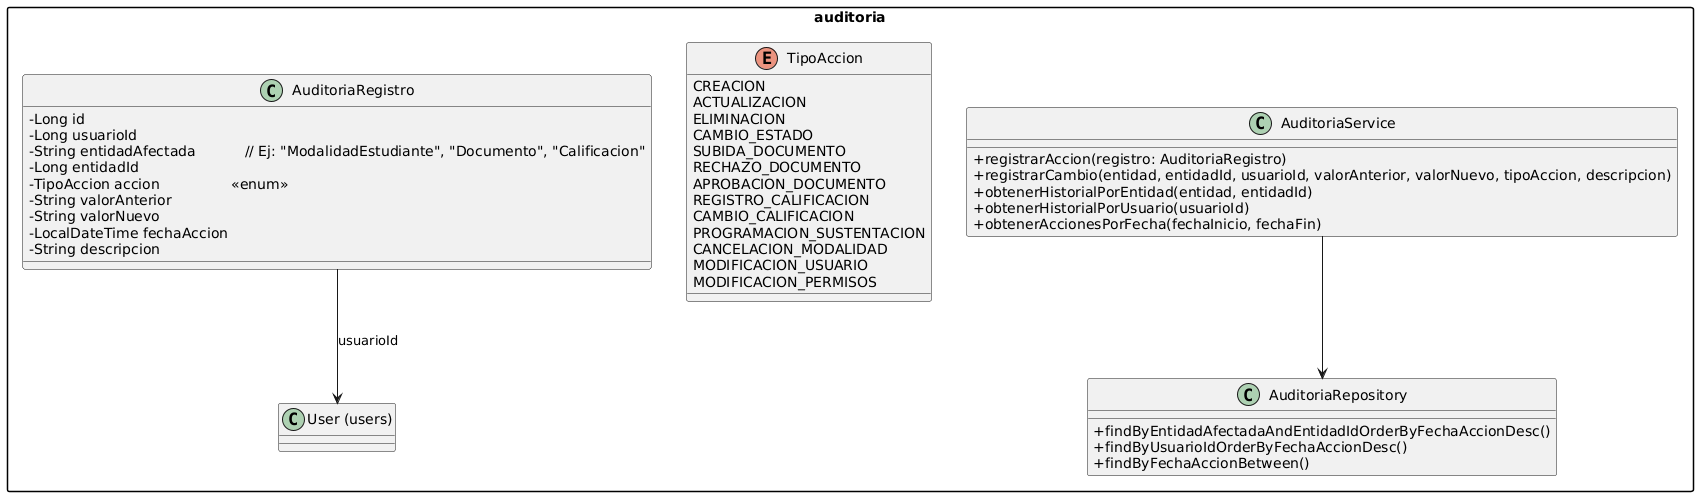 auditoria
C AuditoriaRegistro
-Long id
-Long usuarioId
-String entidadAfectada // Ej: "ModalidadEstudiante", "Documento", "Calificacion"
-Long entidadId
-TipoAccion accion «enum»
-String valorAnterior
-String valorNuevo
-LocalDateTime fechaAccion
-String descripcion
E TipoAccion
CREACION
ACTUALIZACION
ELIMINACION
CAMBIO_ESTADO
SUBIDA_DOCUMENTO
RECHAZO_DOCUMENTO
APROBACION_DOCUMENTO
REGISTRO_CALIFICACION
CAMBIO_CALIFICACION
PROGRAMACION_SUSTENTACION
CANCELACION_MODALIDAD
MODIFICACION_USUARIO
MODIFICACION_PERMISOS
C AuditoriaService
+registrarAccion(registro: AuditoriaRegistro)
+registrarCambio(entidad, entidadId, usuarioId, valorAnterior, valorNuevo, tipoAccion, descripcion)
+obtenerHistorialPorEntidad(entidad, entidadId)
+obtenerHistorialPorUsuario(usuarioId)
+obtenerAccionesPorFecha(fechaInicio, fechaFin)
usuarioId
C User (users)
C AuditoriaRepository
+findByEntidadAfectadaAndEntidadIdOrderByFechaAccionDesc()
+findByUsuarioIdOrderByFechaAccionDesc()
+findByFechaAccionBetween()